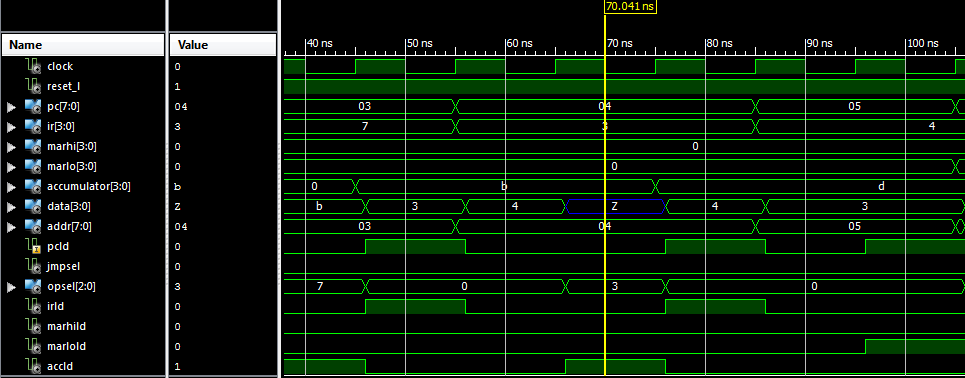 70.041 ns
Name Value 40 ns 50 ns 60 ns 70 ns 80 ns 90 ns 100 ns
clock 0
reset_l 1
pc[7:0] 04 03 04 05
ir[3:0] 3 7 3 4
marhi[3:0] 0 0
marlo[3:0] 0 0
accumulator[3:0] b 0 b d
data[3:0] Z b 3 4 Z 4 3
addr[7:0] 04 03 04 05
pcld 0
jmpsel 0
opsel[2:0] 3 7 0 3 0
irld 0
marhild 0
marlold 0
accld 1